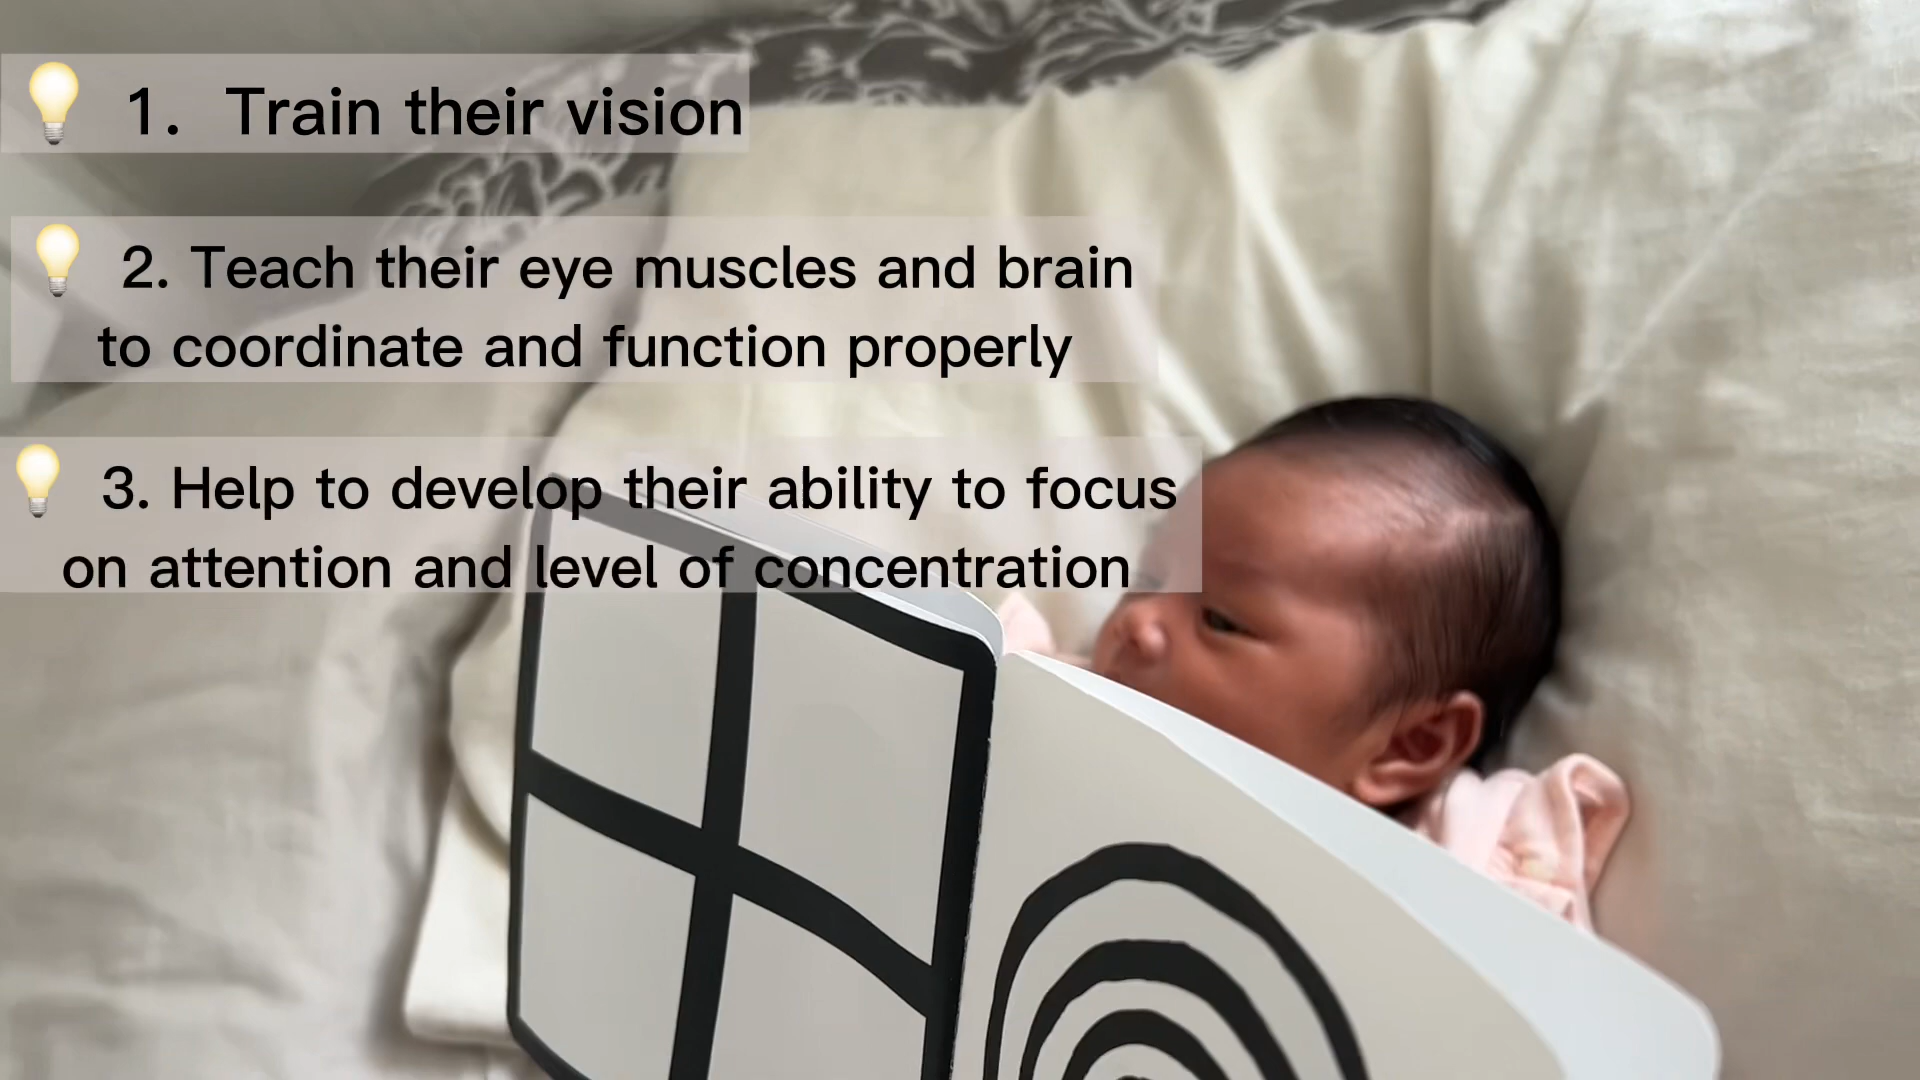 💡 1. Train their vision
💡 2. Teach their eye muscles and brain
to coordinate and function properly
💡 3. Help to develop their ability to focus
on attention and level of concentration